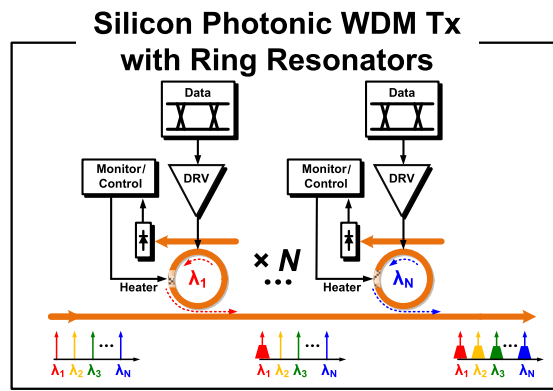 Silicon Photonic WDM Tx
with Ring Resonators
Data
Data
DRV
DRV
Monitor/
Control
Monitor/
Control
λ1
× N
...
λN
Heater
Heater
...
...
...
λ1 λ2 λ3 λN
λ1 λ2 λ3 λN
λ1 λ2 λ3 λN